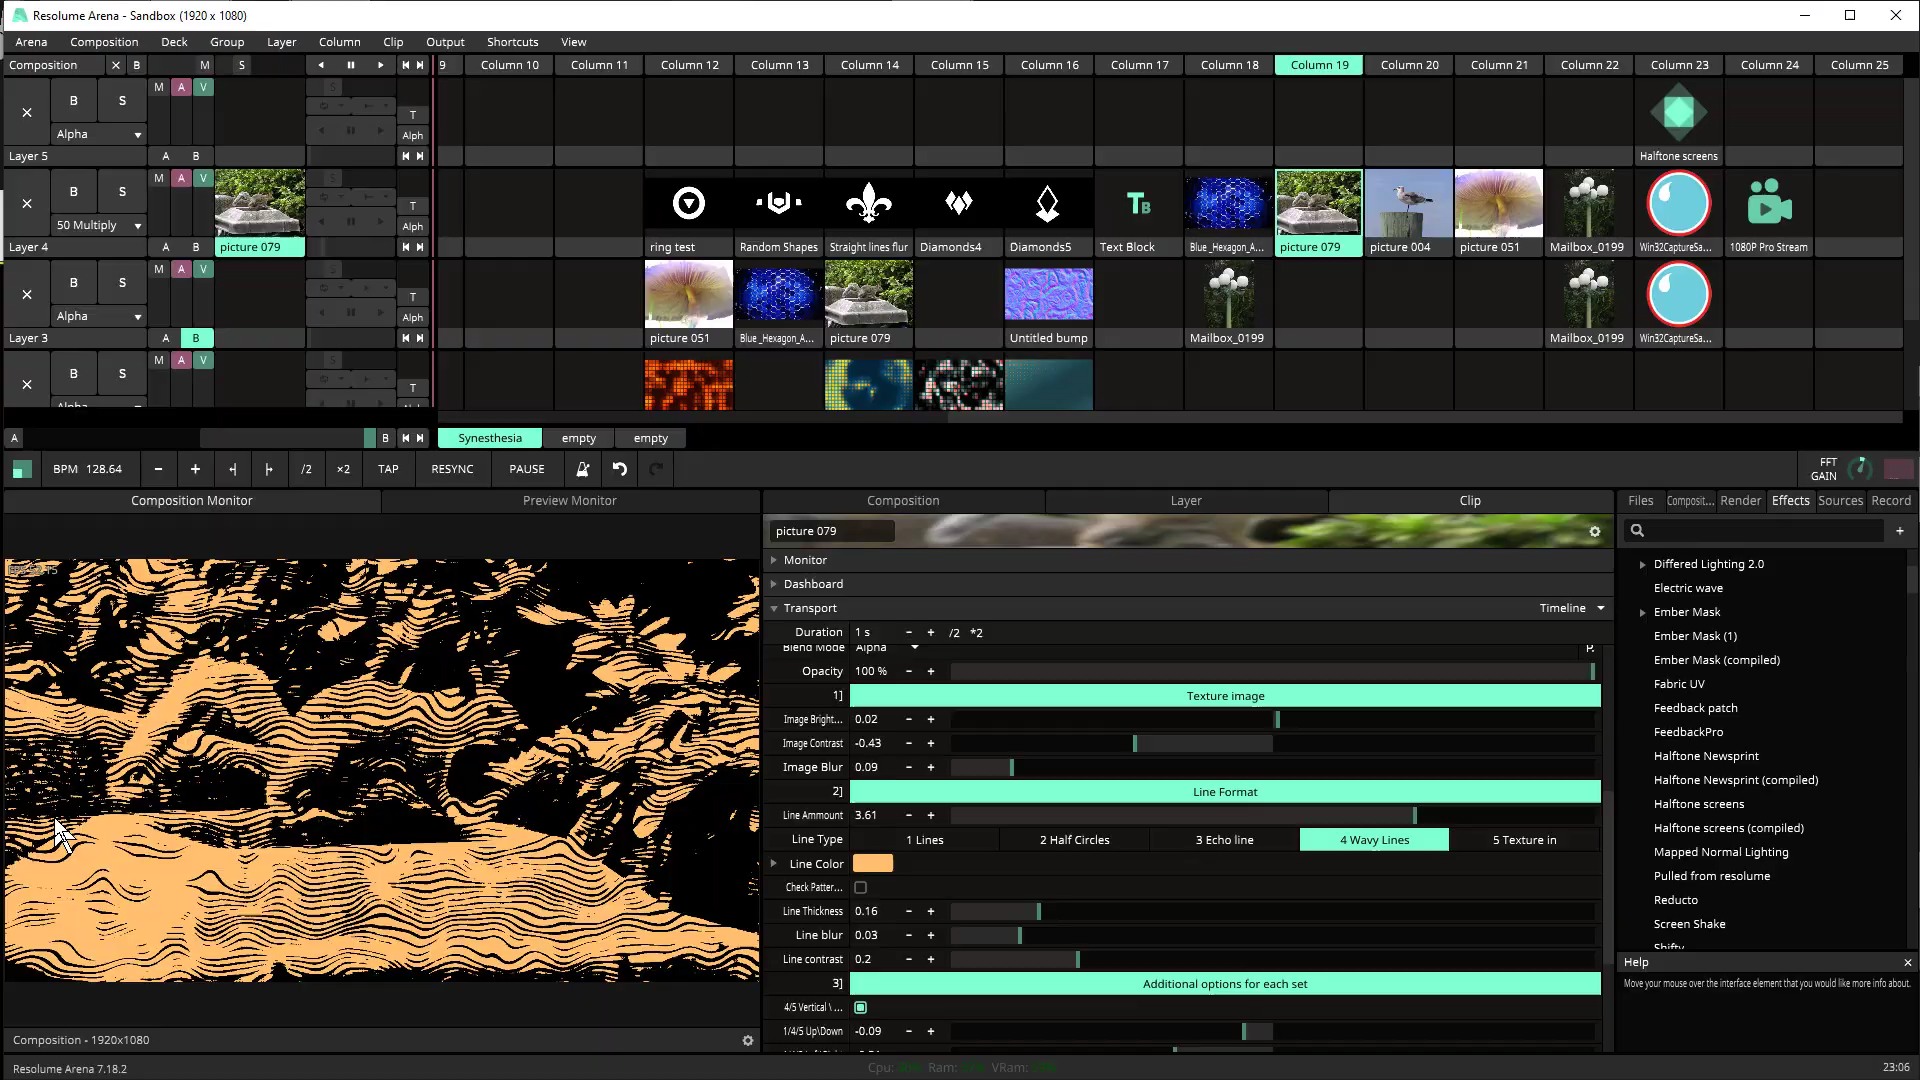 Resolume Arena - Sandbox (1920 x 1080)
Arena Composition Deck Group Layer Column Clip Output Shortcuts View
Composition B M S 9 Column 10 Column 11 Column 12 Column 13 Column 14 Column 15 Column 16 Column 17 Column 18 Column 19 Column 20 Column 21 Column 22 Column 23 Column 24 Column 25
B S M A V S T
Alpha Alph
Layer 5 A B Halftone screens
B S M A V S T B
50 Multiply Alph
Layer 4 A B picture 079 ring test Random Shapes Straight lines flur Diamonds4 Diamonds5 Text Block Blue_Hexagon_A... picture 079 picture 004 picture 051 Mailbox_0199 Win32CaptureSa... 1080P Pro Stream
B S M A V S T
Alpha Alph
Layer 3 A B picture 051 Blue _Hexagon_A... picture 079 Untitled bump Mailbox_0199 Mailbox_0199 Win32CaptureSa...
B S M A V S T
Alpha
A B Synesthesia empty empty
BPM 128.64 - + /2 ×2 TAP RESYNC PAUSE FFT GAIN
Composition Monitor Preview Monitor Composition Layer Clip Files Composit... Render Effects Sources Record
picture 079
Monitor
Dashboard
Transport Timeline
Duration 1 s - + /2 *2
Blend Mode Alpha P.
Opacity 100 % - +
1] Texture image
Image Bright... 0.02 - +
Image Contrast -0.43 - +
Image Blur 0.09 - +
2] Line Format
Line Ammount 3.61 - +
Line Type 1 Lines 2 Half Circles 3 Echo line 4 Wavy Lines 5 Texture in
Line Color
Check Patter...
Line Thickness 0.16 - +
Line blur 0.03 - +
Line contrast 0.2 - +
3] Additional options for each set
4/5 Vertical \ ...
1/4/5 Up\Down -0.09 - +
Differed Lighting 2.0
Electric wave
Ember Mask
Ember Mask (1)
Ember Mask (compiled)
Fabric UV
Feedback patch
FeedbackPro
Halftone Newsprint
Halftone Newsprint (compiled)
Halftone screens
Halftone screens (compiled)
Mapped Normal Lighting
Pulled from resolume
Reducto
Screen Shake
Shifty
Help
Move your mouse over the interface element that you would like more info about.
Composition - 1920x1080
Resolume Arena 7.18.2 Cpu: Ram: VRam: 23:06